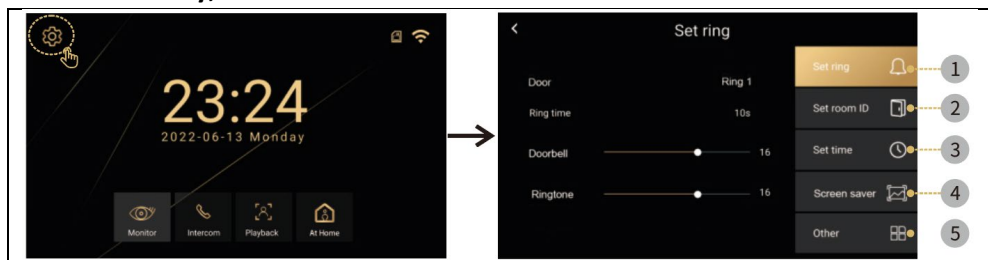 23:24
2022-06-13 Monday
Monitor Intercom Playback At Home
Set ring
Door Ring 1
Ring time 10s
Doorbell 16
Ringtone 16
Set ring 1
Set room ID 2
Set time 3
Screen saver 4
Other 5